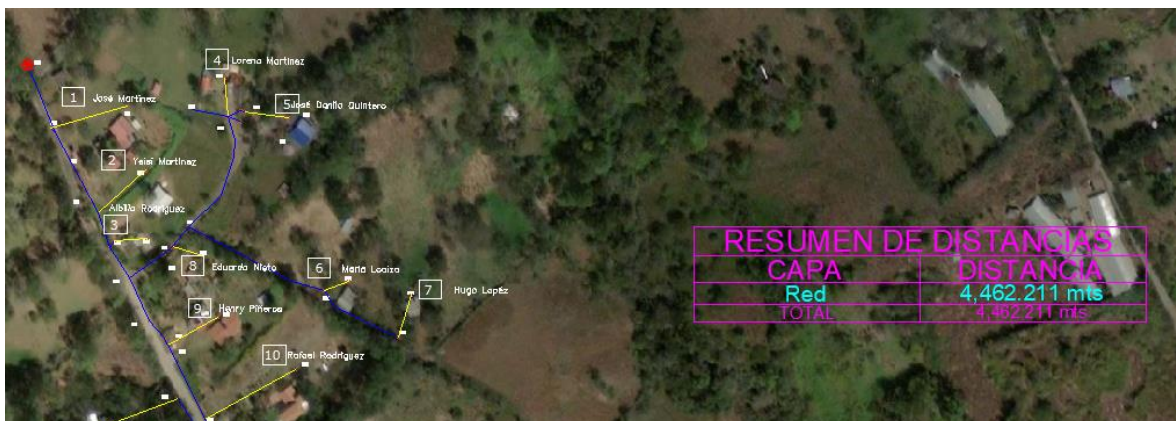 4 Lorena Martinez
1 José Martinez
5 José Danilo Quintero
2 Yeisi Martinez
Albilio Rodriguez
3
8 Eduardo Nieto
6 Maria Loaiza
7 Hugo Lopéz
9 Henry Piñeros
10 Rafael Rodriguez
RESUMEN DE DISTANCIAS
CAPA DISTANCIA
Red 4,462.211 mts
TOTAL 4,462.211 mts